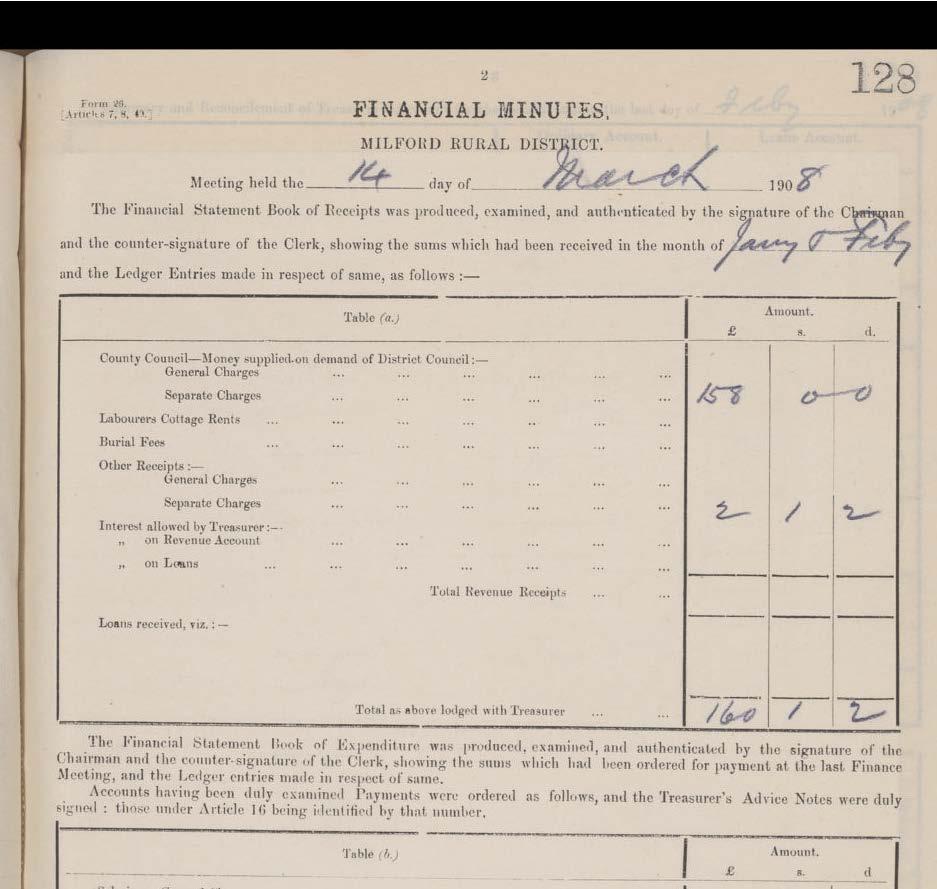 2
128
Form 26.
[Articles 7, 8, 49.]
FINANCIAL MINUTES.
MILFORD RURAL DISTRICT.
Meeting held the 14 day of March 1908
The Financial Statement Book of Receipts was produced, examined, and authenticated by the signature of the Chairman
and the counter-signature of the Clerk, showing the sums which had been received in the month of Jany & Feby
and the Ledger Entries made in respect of same, as follows :—
Table (a.) Amount.
£ s. d.
County Council—Money supplied on demand of District Council :—
General Charges ... ... ... ... ... ...
Separate Charges ... ... ... ... ... ... 158 0 0
Labourers Cottage Rents ... ... ... ... .. ... ...
Burial Fees ... ... ... ... ... ... ...
Other Receipts :—
General Charges ... ... ... ... ... ...
Separate Charges ... ... ... ... ... ... 2 1 2
Interest allowed by Treasurer :—
„ on Revenue Account ... ... ... ... ... ...
„ on Loans ... ... ... ... ... ... ...
Total Revenue Receipts ... ...
Loans received, viz. : —
Total as above lodged with Treasurer ... ... 160 1 2
The Financial Statement Book of Expenditure was produced, examined, and authenticated by the signature of the
Chairman and the counter-signature of the Clerk, showing the sums which had been ordered for payment at the last Finance
Meeting, and the Ledger entries made in respect of same.
Accounts having been duly examined Payments were ordered as follows, and the Treasurer's Advice Notes were duly
signed : those under Article 16 being identified by that number.
Table (b.) Amount.
£ s. d